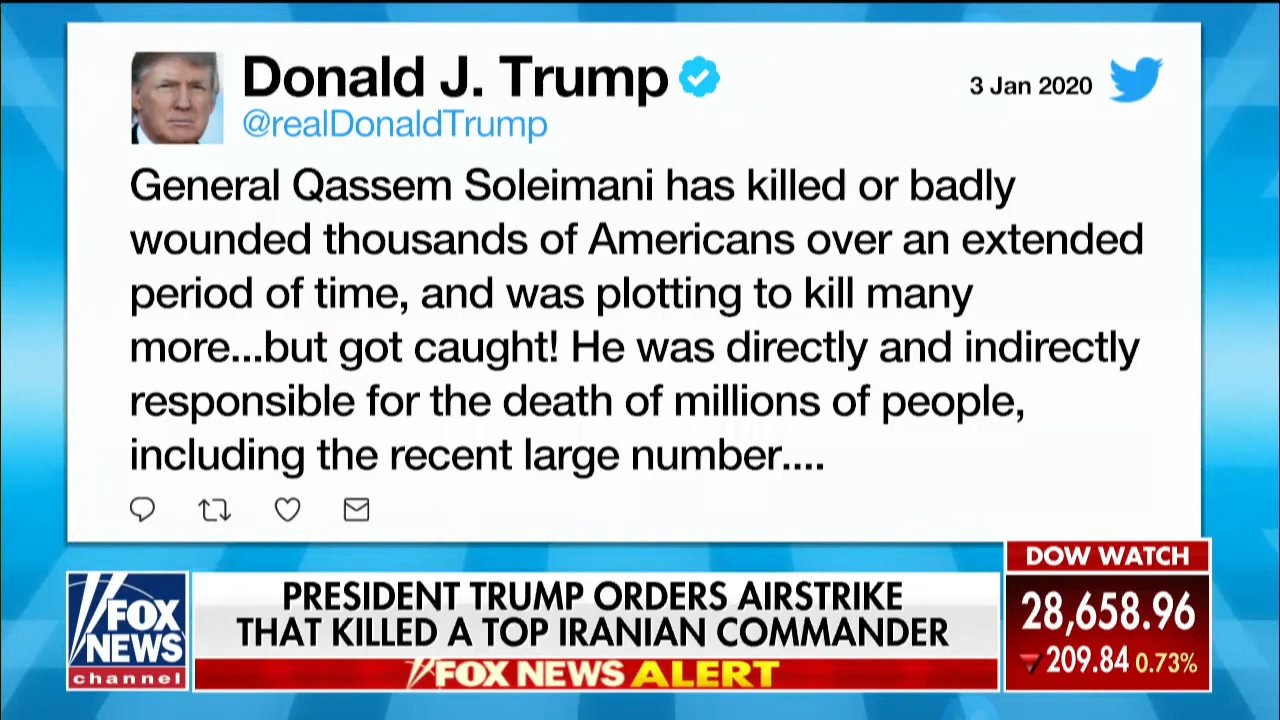 Donald J. Trump
@realDonaldTrump
3 Jan 2020
General Qassem Soleimani has killed or badly
wounded thousands of Americans over an extended
period of time, and was plotting to kill many
more...but got caught! He was directly and indirectly
responsible for the death of millions of people,
including the recent large number....
DOW WATCH
28,658.96
209.84 0.73%
FOX
NEWS
channel
PRESIDENT TRUMP ORDERS AIRSTRIKE
THAT KILLED A TOP IRANIAN COMMANDER
FOX NEWS ALERT